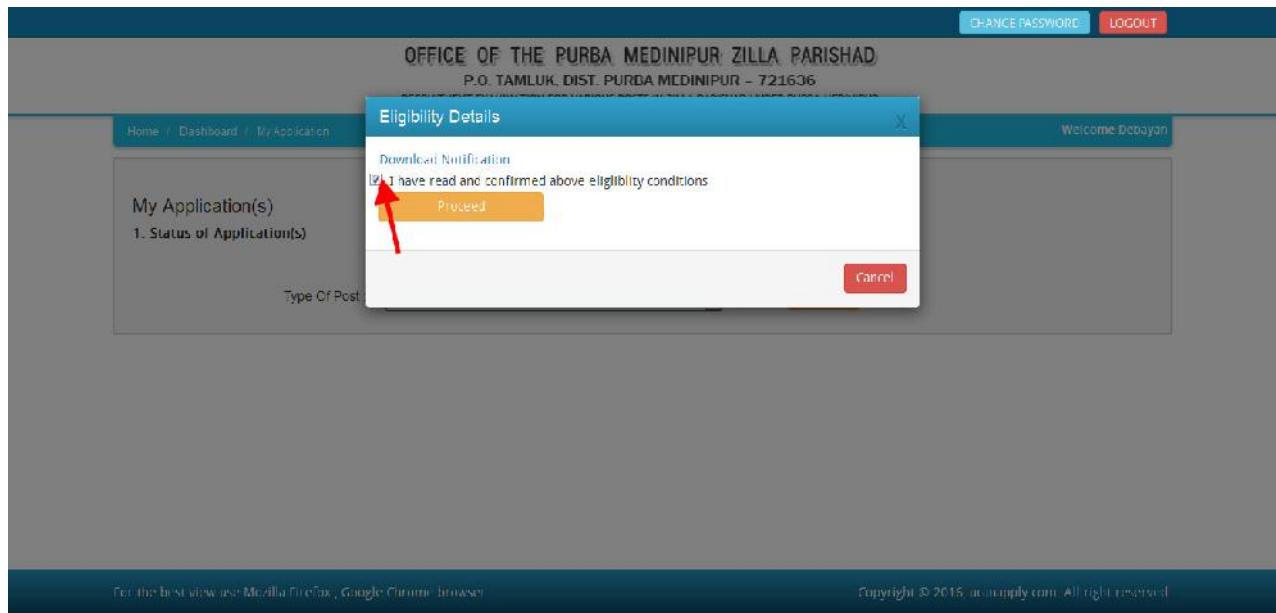 CHANGE PASSWORD LOGOUT
OFFICE OF THE PURBA MEDINIPUR ZILLA PARISHAD
P.O. TAMLUK, DIST. PURBA MEDINIPUR – 721636
Eligibility Details X
Home / Dashboard / My Application Welcome Debayan
Download Notification
I have read and confirmed above eligliblity conditions
Proceed
My Application(s)
1. Status of Application(s)
Cancel
Type Of Post :
For the best view use Mozilla Firefox , Google Chrome browser
Copyright © 2016 All right reserved